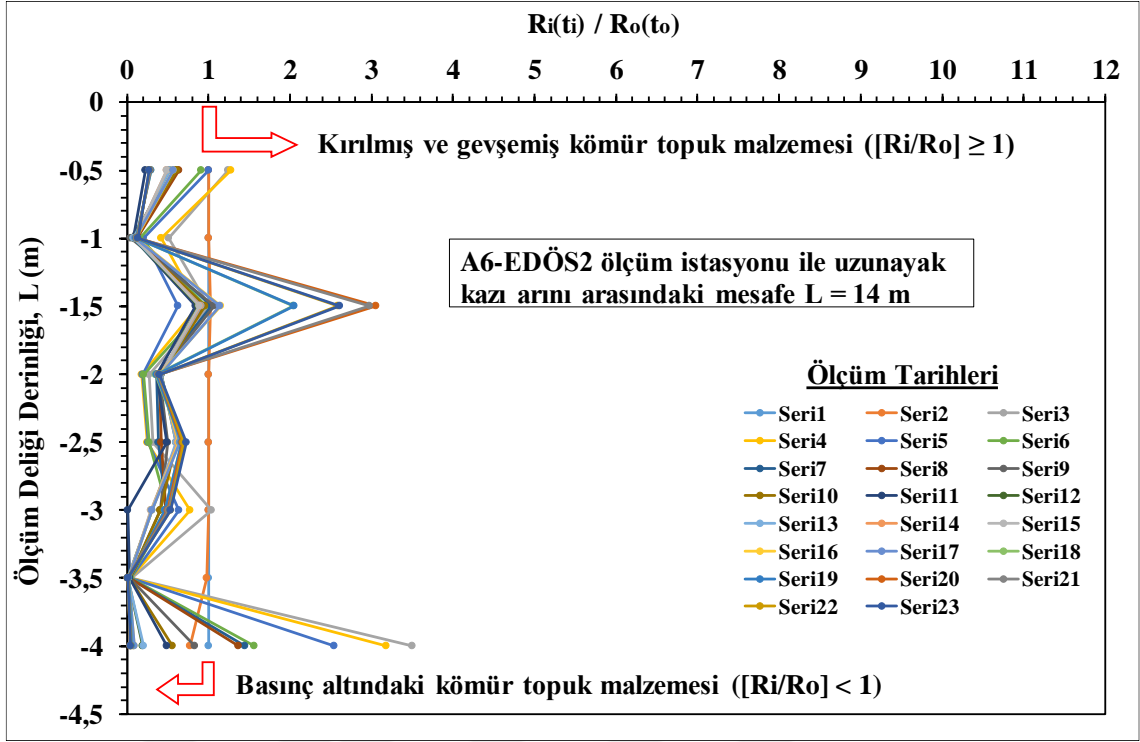 Ri(ti) / Ro(to)
0 1 2 3 4 5 6 7 8 9 10 11 12
0
Kırılmış ve gevşemiş kömür topuk malzemesi ([Ri/Ro] ≥ 1)
-0,5
-1
A6-EDÖS2 ölçüm istasyonu ile uzunayak
kazı arını arasındaki mesafe L = 14 m
-1,5
-2
Ölçüm Deliği Derinliği, L (m)
Ölçüm Tarihleri
Seri1 Seri2 Seri3
Seri4 Seri5 Seri6
Seri7 Seri8 Seri9
Seri10 Seri11 Seri12
Seri13 Seri14 Seri15
Seri16 Seri17 Seri18
Seri19 Seri20 Seri21
Seri22 Seri23
-2,5
-3
-3,5
-4
Basınç altındaki kömür topuk malzemesi ([Ri/Ro] < 1)
-4,5